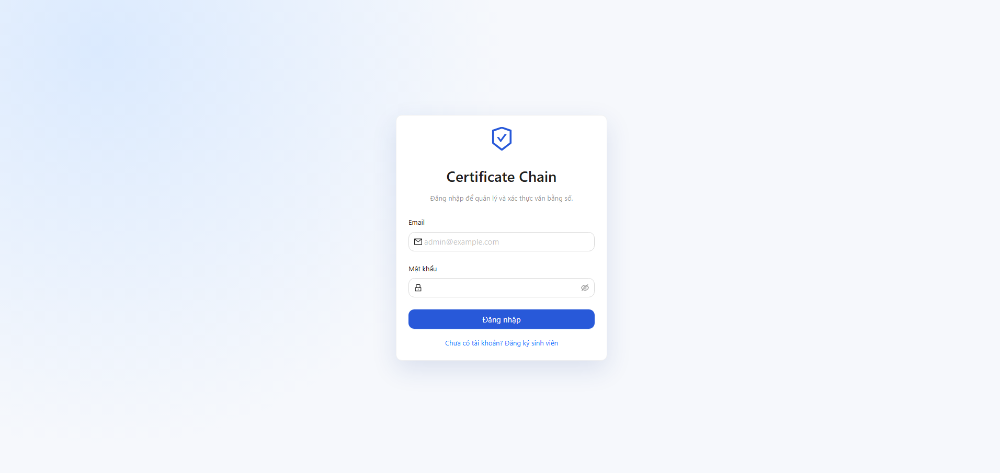 Certificate Chain
Đăng nhập để quản lý và xác thực văn bằng số.
Email
admin@example.com
Mật khẩu
Đăng nhập
Chưa có tài khoản? Đăng ký sinh viên